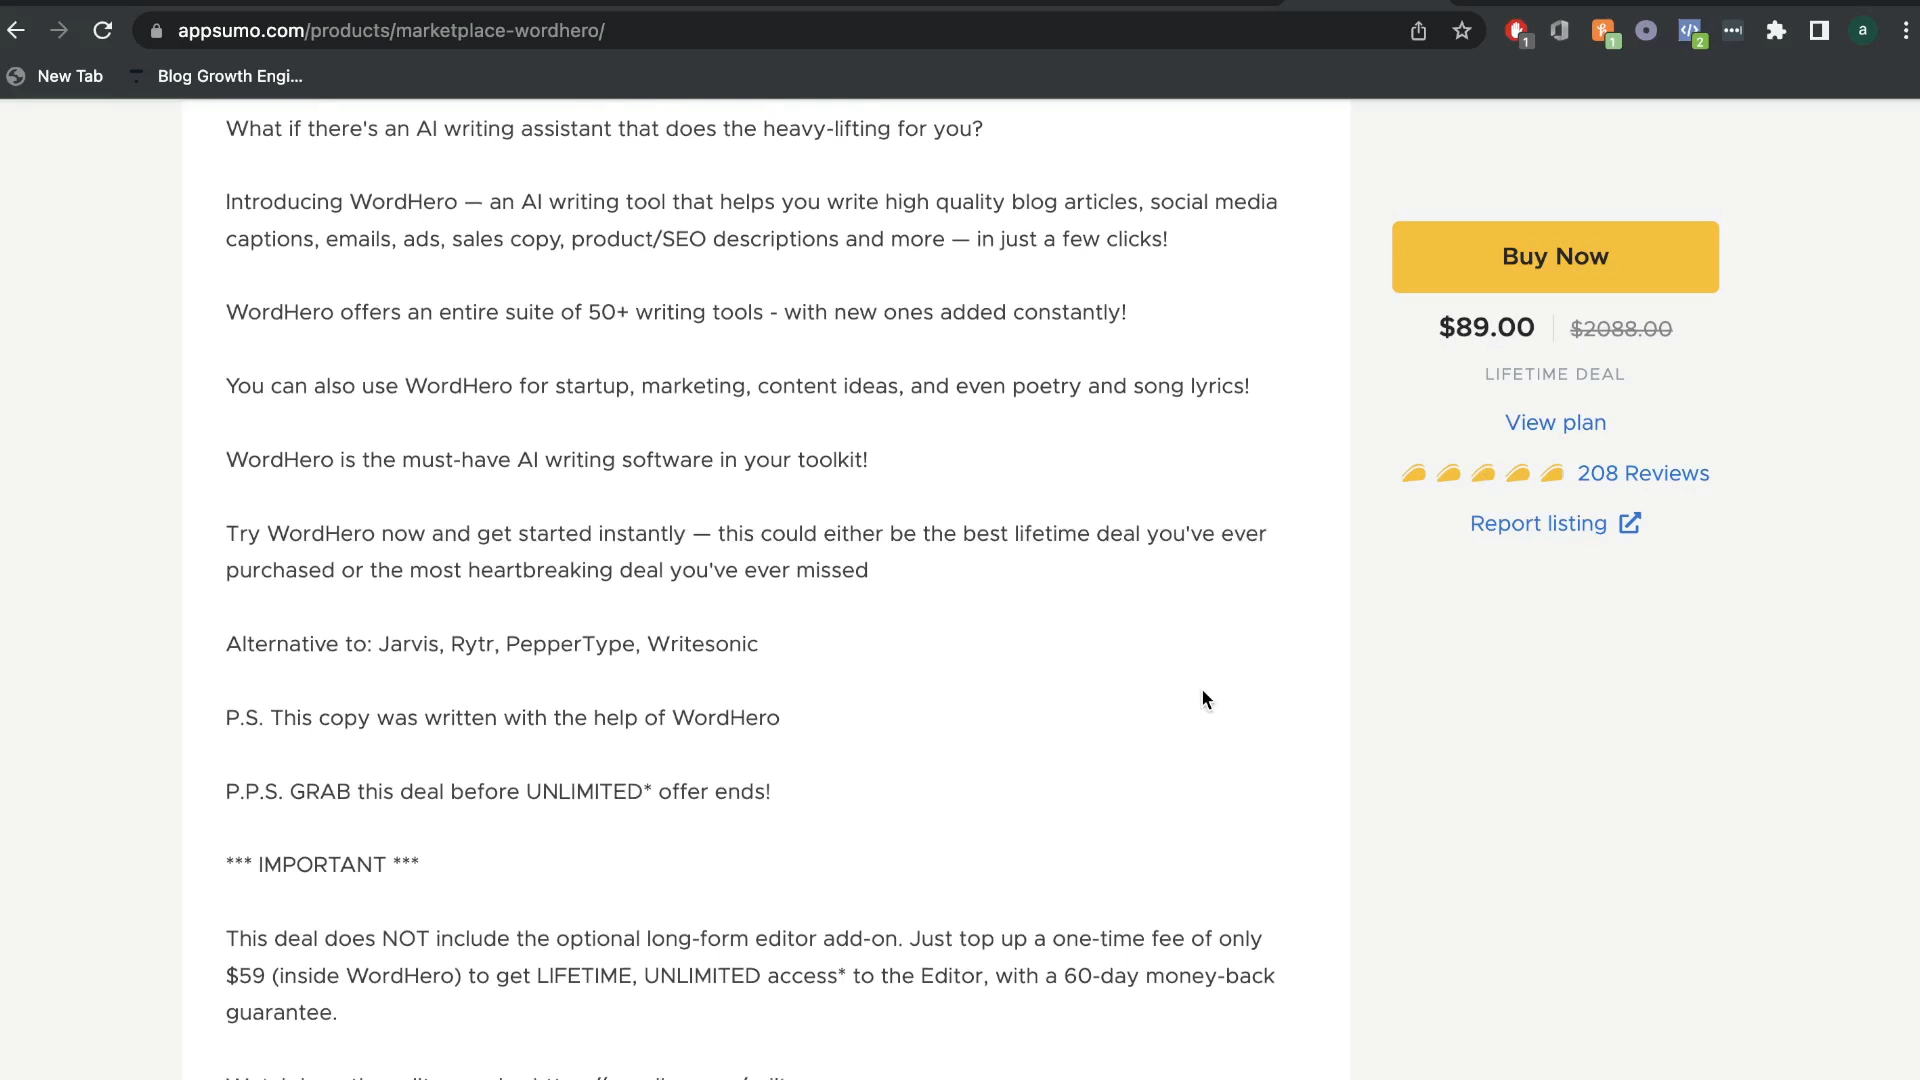 appsumo.com/products/marketplace-wordhero/
1
1
2
a
New Tab
Blog Growth Engi...
What if there's an AI writing assistant that does the heavy-lifting for you?
Introducing WordHero — an AI writing tool that helps you write high quality blog articles, social media
captions, emails, ads, sales copy, product/SEO descriptions and more — in just a few clicks!
WordHero offers an entire suite of 50+ writing tools - with new ones added constantly!
You can also use WordHero for startup, marketing, content ideas, and even poetry and song lyrics!
WordHero is the must-have AI writing software in your toolkit!
Try WordHero now and get started instantly — this could either be the best lifetime deal you've ever
purchased or the most heartbreaking deal you've ever missed
Alternative to: Jarvis, Rytr, PepperType, Writesonic
P.S. This copy was written with the help of WordHero
P.P.S. GRAB this deal before UNLIMITED* offer ends!
*** IMPORTANT ***
This deal does NOT include the optional long-form editor add-on. Just top up a one-time fee of only
$59 (inside WordHero) to get LIFETIME, UNLIMITED access* to the Editor, with a 60-day money-back
guarantee.
Buy Now
$89.00
$2088.00
LIFETIME DEAL
View plan
208 Reviews
Report listing